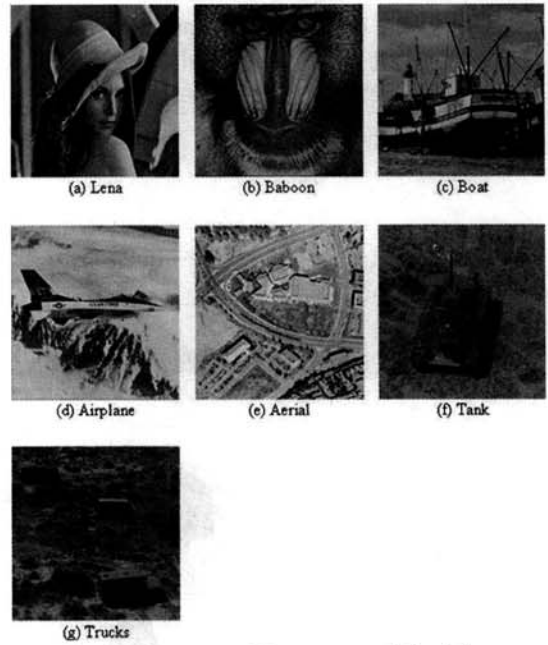 (a) Lena
(b) Baboon
(c) Boat
(d) Airplane
(e) Aerial
(f) Tank
(g) Trucks